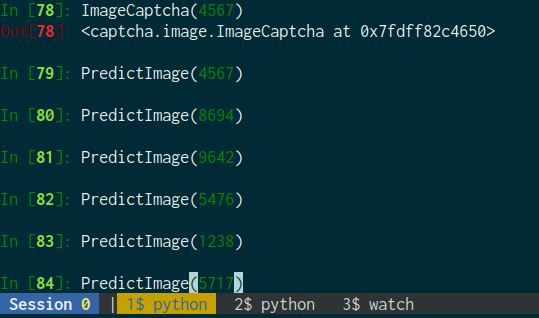 In [78]: ImageCaptcha(4567)
Out[78]: <captcha.image.ImageCaptcha at 0x7fdff82c4650>
In [79]: PredictImage(4567)
In [80]: PredictImage(8694)
In [81]: PredictImage(9642)
In [82]: PredictImage(5476)
In [83]: PredictImage(1238)
In [84]: PredictImage(5717)
Session 0 | 1$ python 2$ python 3$ watch